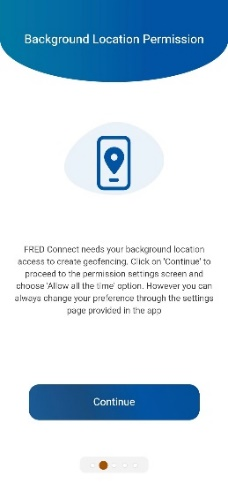 Background Location Permission
FRED Connect needs your background location
access to create geofencing. Click on 'Continue' to
proceed to the permission settings screen and
choose 'Allow all the time' option. However you can
always change your preference through the settings
page provided in the app
Continue